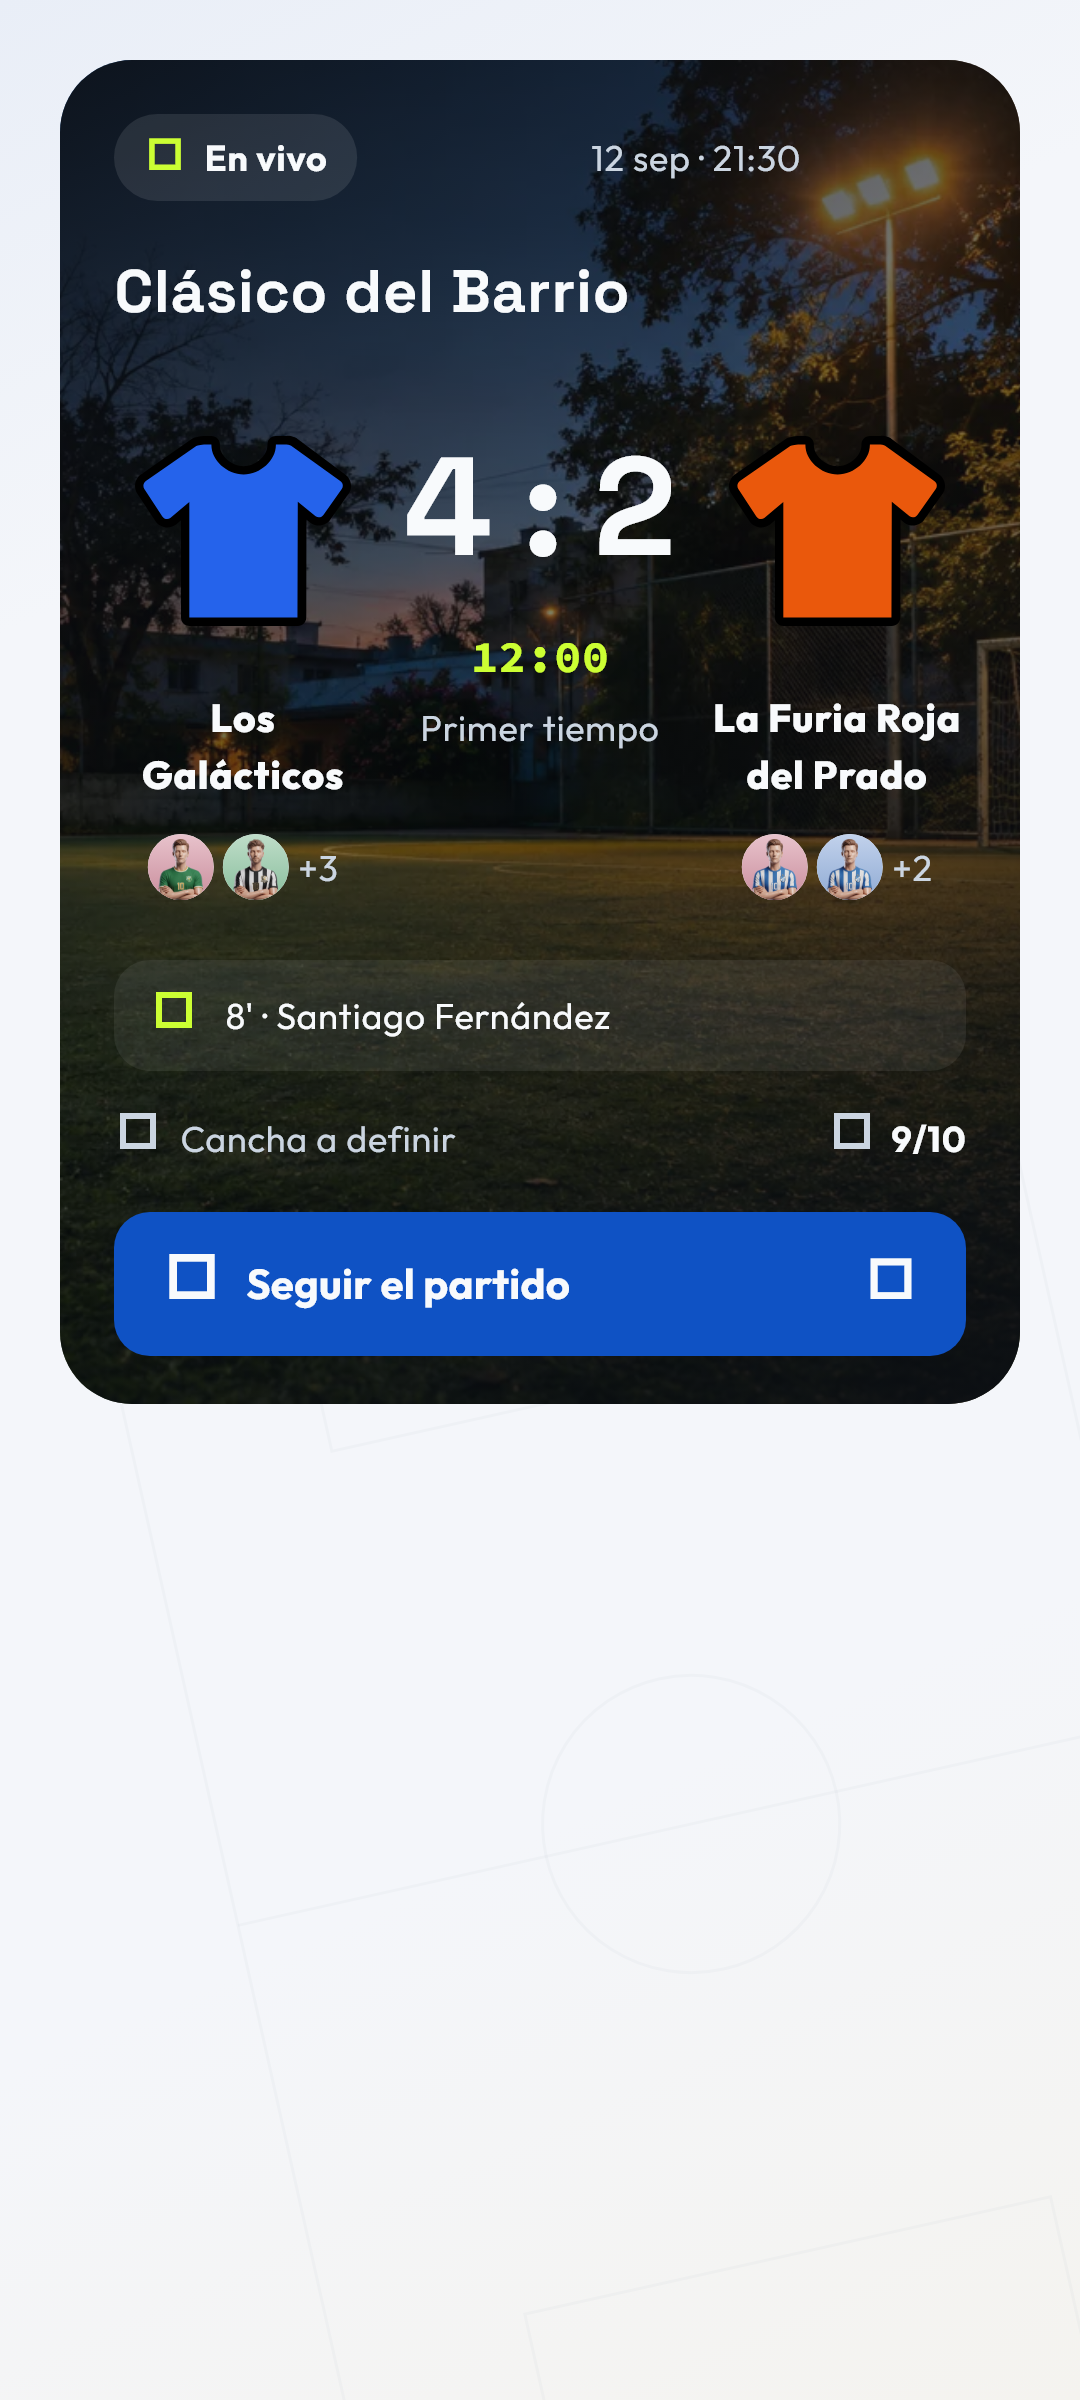 En vivo
12 sep · 21:30
Clásico del Barrio
4:2
12:00
Primer tiempo
Los
Galácticos
La Furia Roja
del Prado
+3
+2
8' · Santiago Fernández
Cancha a definir
9/10
Seguir el partido